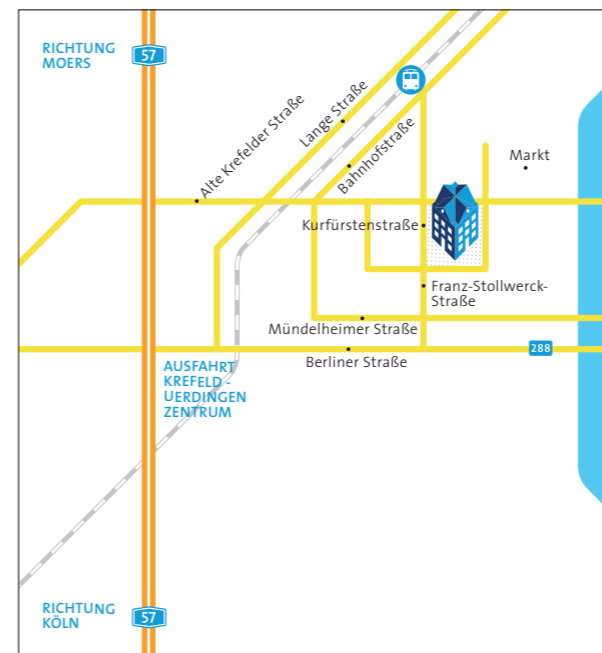 RICHTUNG
MOERS
57
Lange Straße
Alte Krefelder Straße
Bahnhofstraße
Markt
Kurfürstenstraße
Franz-Stollwerck-
Straße
Mündelheimer Straße
288
Berliner Straße
AUSFAHRT
KREFELD -
UERDINGEN
ZENTRUM
RICHTUNG
KÖLN
57